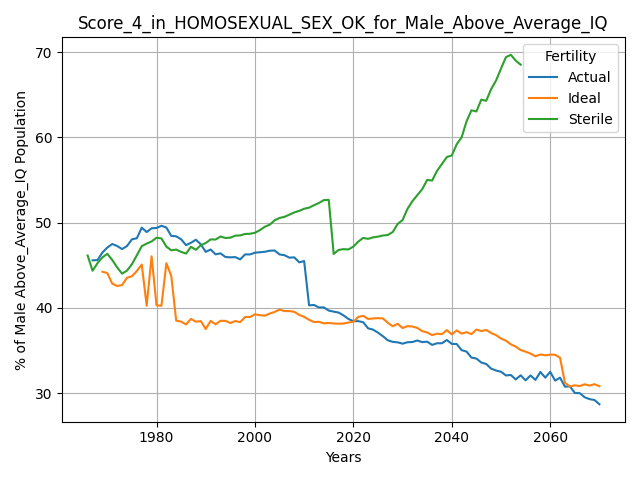 Score_4_in_HOMOSEXUAL_SEX_OK_for_Male_Above_Average_IQ
70
60
50
40
30
1980
2000
2020
2040
2060
Years
% of Male Above_Average_IQ Population
Fertility
Actual
Ideal
Sterile